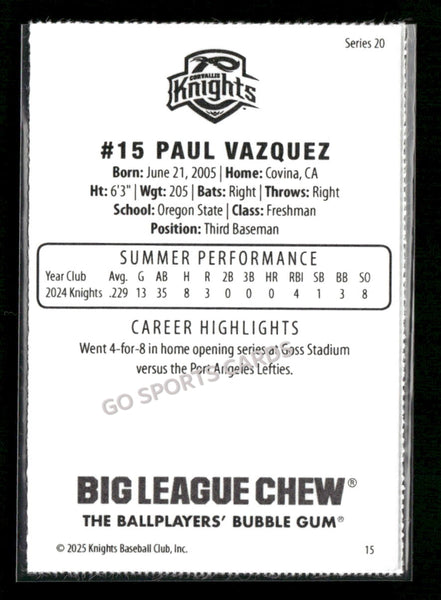 Series 20
CORVALLIS
Knights
#15 PAUL VAZQUEZ
Born: June 21, 2005 | Home: Covina, CA
Ht: 6'3" | Wgt: 205 | Bats: Right | Throws: Right
School: Oregon State | Class: Freshman
Position: Third Baseman
SUMMER PERFORMANCE
Year Club Avg. G AB H R 2B 3B HR RBI SB BB SO
2024 Knights .229 13 35 8 3 0 0 0 4 1 3 8
CAREER HIGHLIGHTS
Went 4-for-8 in home opening series at Goss Stadium
versus the Port Angeles Lefties.
GO SPORTS CARDS
BIG LEAGUE CHEW®
THE BALLPLAYERS' BUBBLE GUM®
© 2025 Knights Baseball Club, Inc. 15